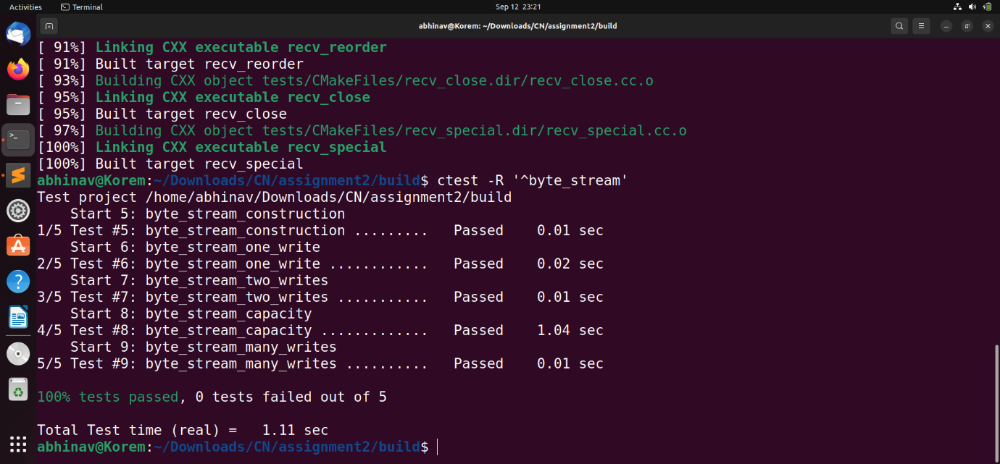 Activities Terminal Sep 12 23:21
abhinav@Korem: ~/Downloads/CN/assignment2/build
[ 91%] Linking CXX executable recv_reorder
[ 91%] Built target recv_reorder
[ 93%] Building CXX object tests/CMakeFiles/recv_close.dir/recv_close.cc.o
[ 95%] Linking CXX executable recv_close
[ 95%] Built target recv_close
[ 97%] Building CXX object tests/CMakeFiles/recv_special.dir/recv_special.cc.o
[100%] Linking CXX executable recv_special
[100%] Built target recv_special
abhinav@Korem:~/Downloads/CN/assignment2/build$ ctest -R '^byte_stream'
Test project /home/abhinav/Downloads/CN/assignment2/build
    Start 5: byte_stream_construction
1/5 Test #5: byte_stream_construction .........   Passed    0.01 sec
    Start 6: byte_stream_one_write
2/5 Test #6: byte_stream_one_write ............   Passed    0.02 sec
    Start 7: byte_stream_two_writes
3/5 Test #7: byte_stream_two_writes ...........   Passed    0.01 sec
    Start 8: byte_stream_capacity
4/5 Test #8: byte_stream_capacity .............   Passed    1.04 sec
    Start 9: byte_stream_many_writes
5/5 Test #9: byte_stream_many_writes ..........   Passed    0.01 sec
100% tests passed, 0 tests failed out of 5
Total Test time (real) =   1.11 sec
abhinav@Korem:~/Downloads/CN/assignment2/build$